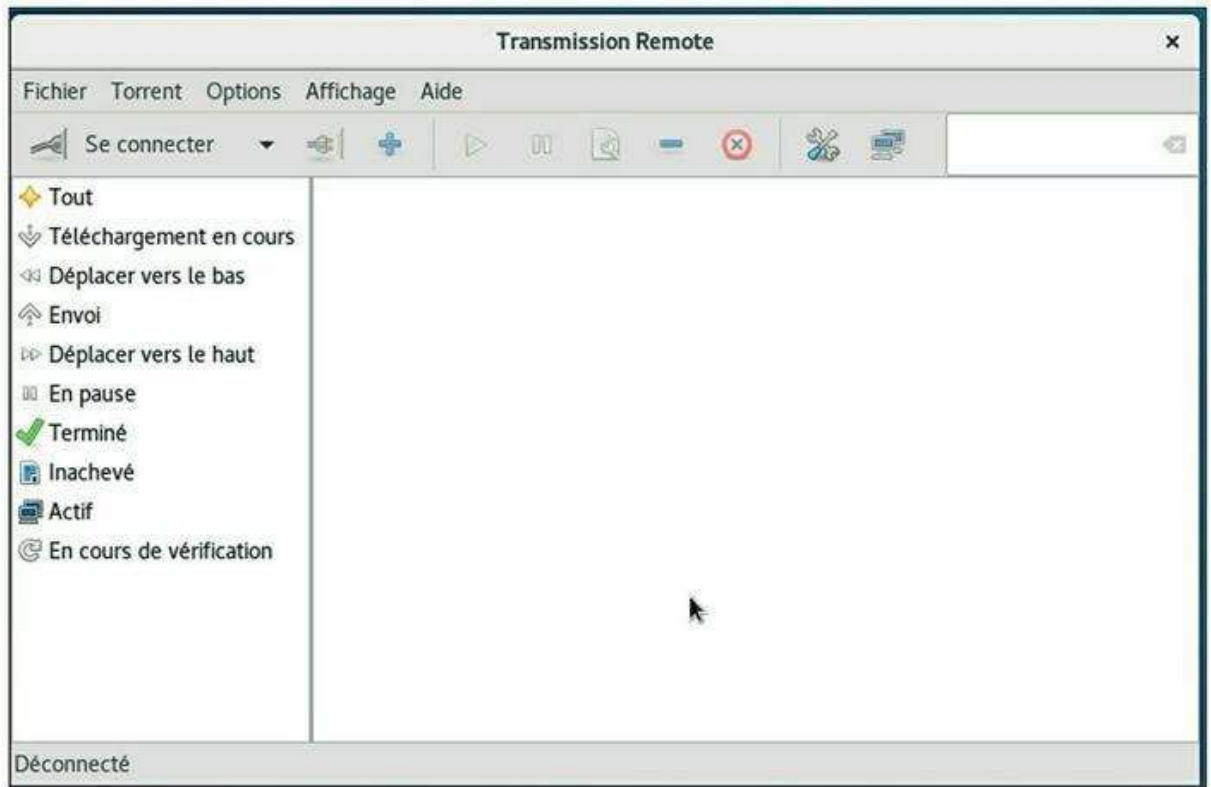 Transmission Remote
Fichier Torrent Options Affichage Aide
Se connecter
Tout
Téléchargement en cours
Déplacer vers le bas
Envoi
Déplacer vers le haut
En pause
Terminé
Inachevé
Actif
En cours de vérification
Déconnecté